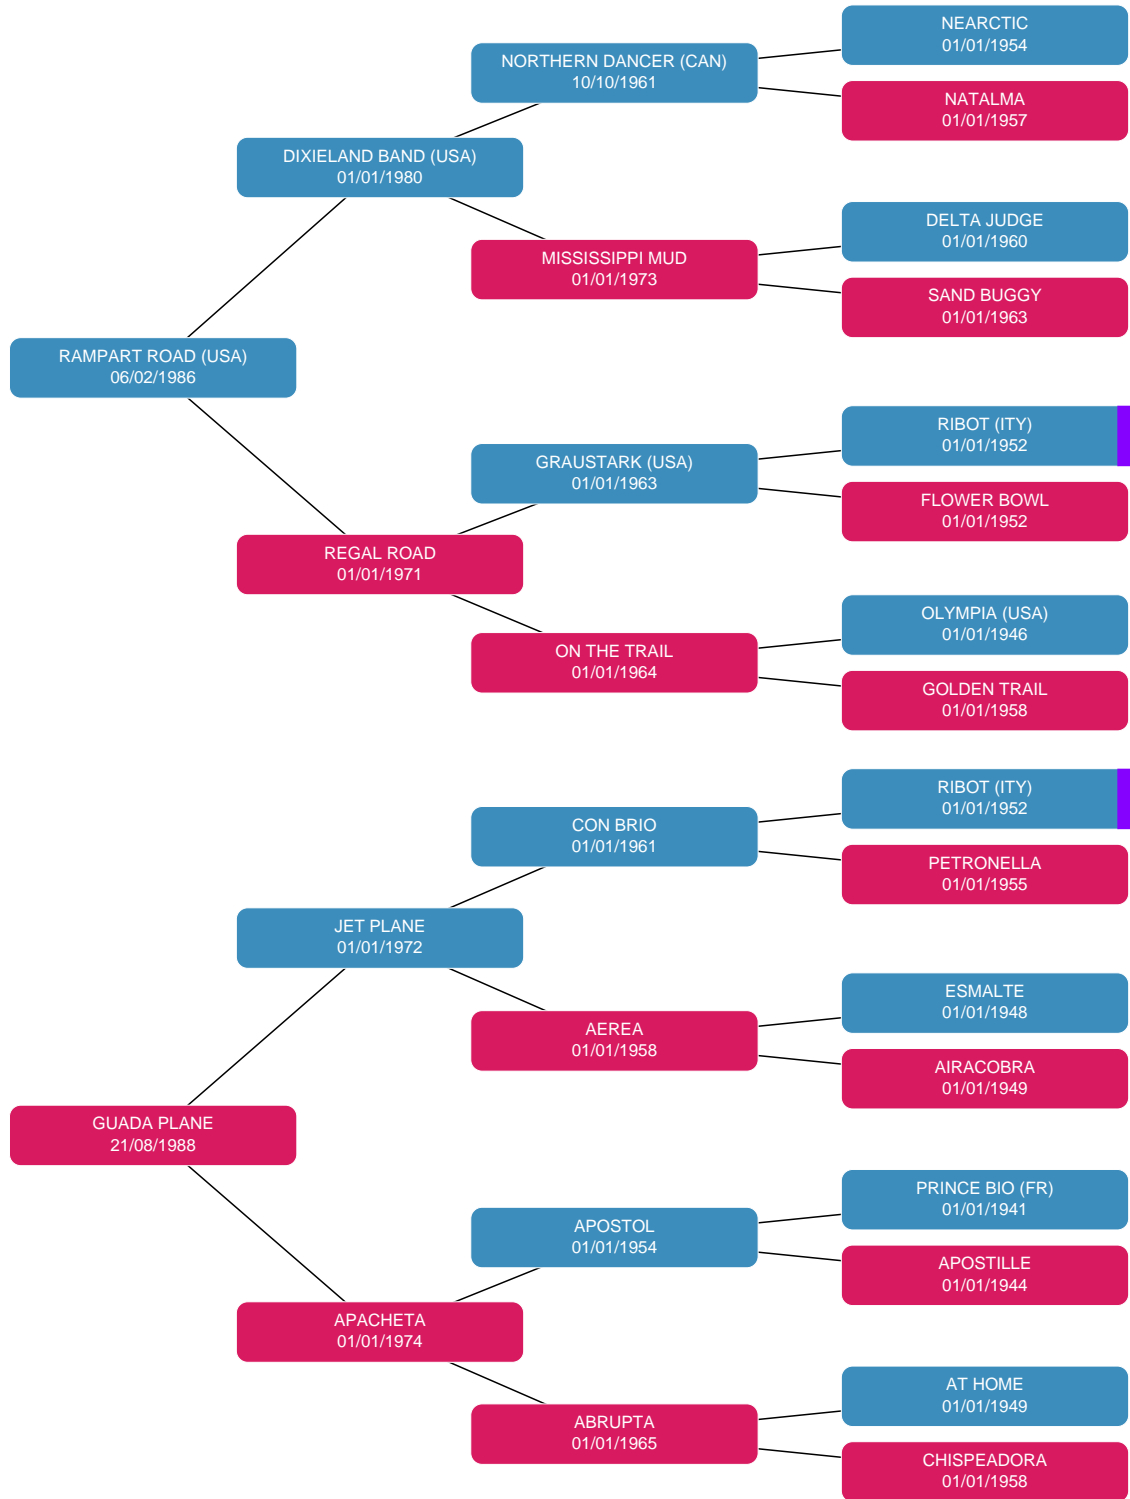 NEARCTIC
01/01/1954
NORTHERN DANCER (CAN)
10/10/1961
NATALMA
01/01/1957
DIXIELAND BAND (USA)
01/01/1980
DELTA JUDGE
01/01/1960
MISSISSIPPI MUD
01/01/1973
SAND BUGGY
01/01/1963
RAMPART ROAD (USA)
06/02/1986
RIBOT (ITY)
01/01/1952
GRAUSTARK (USA)
01/01/1963
FLOWER BOWL
01/01/1952
REGAL ROAD
01/01/1971
OLYMPIA (USA)
01/01/1946
ON THE TRAIL
01/01/1964
GOLDEN TRAIL
01/01/1958
RIBOT (ITY)
01/01/1952
CON BRIO
01/01/1961
PETRONELLA
01/01/1955
JET PLANE
01/01/1972
ESMALTE
01/01/1948
AEREA
01/01/1958
AIRACOBRA
01/01/1949
GUADA PLANE
21/08/1988
PRINCE BIO (FR)
01/01/1941
APOSTOL
01/01/1954
APOSTILLE
01/01/1944
APACHETA
01/01/1974
AT HOME
01/01/1949
ABRUPTA
01/01/1965
CHISPEADORA
01/01/1958